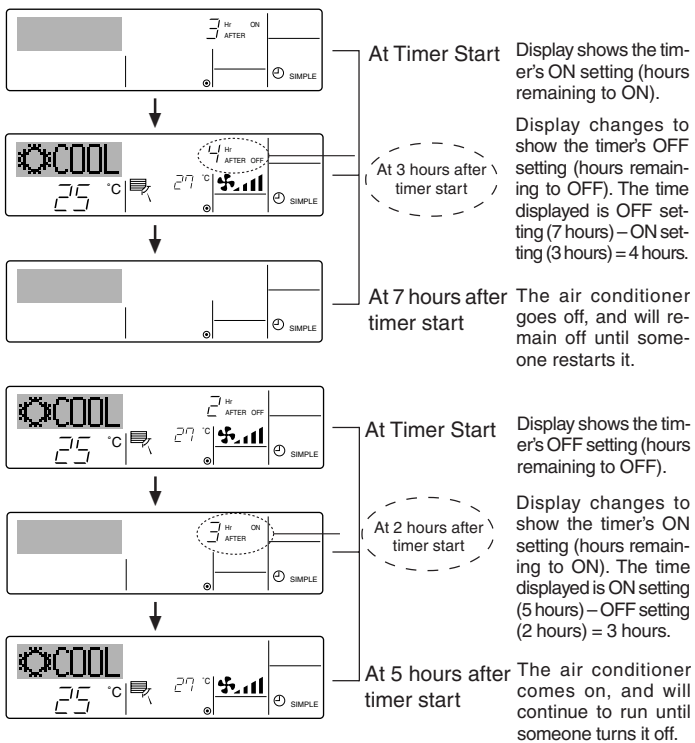 3 Hr ON
AFTER
SIMPLE
At Timer Start
Display shows the tim-
er's ON setting (hours
remaining to ON).
COOL
4 Hr
AFTER OFF
25 °C
27 °C
SIMPLE
At 3 hours after
timer start
Display changes to
show the timer's OFF
setting (hours remain-
ing to OFF). The time
displayed is OFF set-
ting (7 hours) – ON set-
ting (3 hours) = 4 hours.
SIMPLE
At 7 hours after
timer start
The air conditioner
goes off, and will re-
main off until some-
one restarts it.
COOL
2 Hr
AFTER OFF
25 °C
27 °C
SIMPLE
At Timer Start
Display shows the tim-
er's OFF setting (hours
remaining to OFF).
3 Hr ON
AFTER
SIMPLE
At 2 hours after
timer start
Display changes to
show the timer's ON
setting (hours remain-
ing to ON). The time
displayed is ON setting
(5 hours) – OFF setting
(2 hours) = 3 hours.
COOL
25 °C
27 °C
SIMPLE
At 5 hours after
timer start
The air conditioner
comes on, and will
continue to run until
someone turns it off.